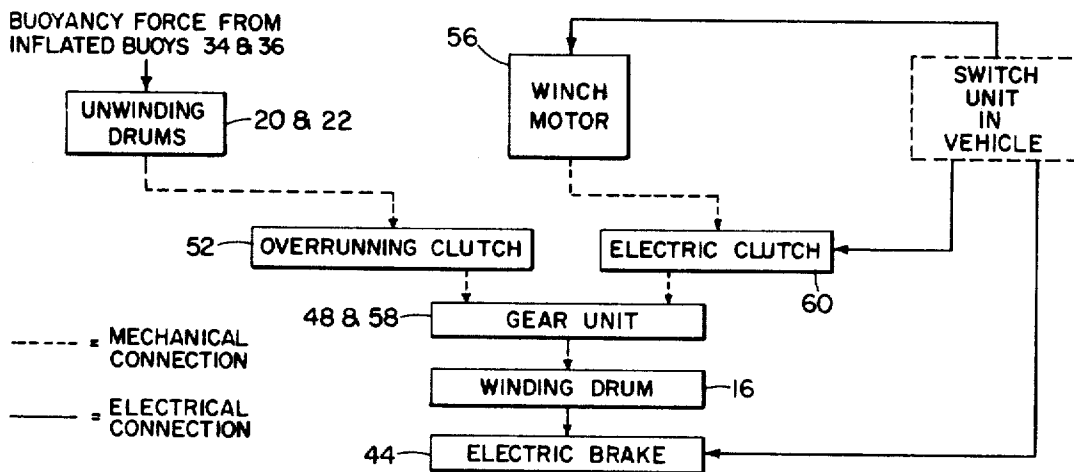 BUOYANCY FORCE FROM
INFLATED BUOYS 34 & 36
UNWINDING
DRUMS
20 & 22
56
WINCH
MOTOR
SWITCH
UNIT
IN
VEHICLE
52
OVERRUNNING CLUTCH
ELECTRIC CLUTCH
60
48 & 58
GEAR UNIT
= MECHANICAL
CONNECTION
WINDING DRUM
16
= ELECTRICAL
CONNECTION
44
ELECTRIC BRAKE